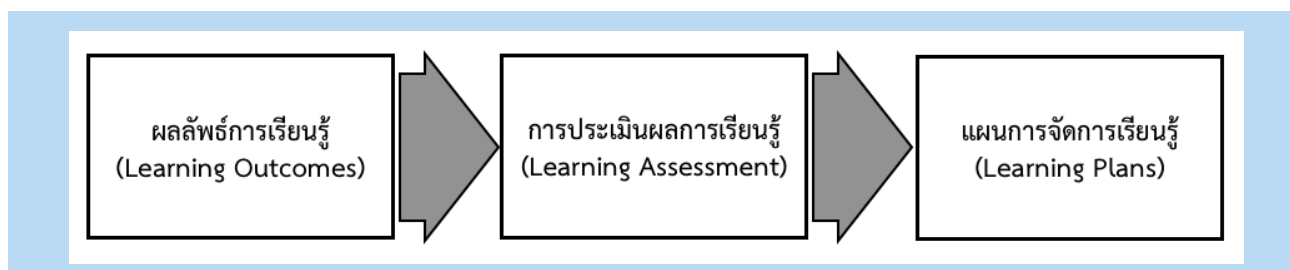 ผลลัพธ์การเรียนรู้
(Learning Outcomes)
การประเมินผลการเรียนรู้
(Learning Assessment)
แผนการจัดการเรียนรู้
(Learning Plans)